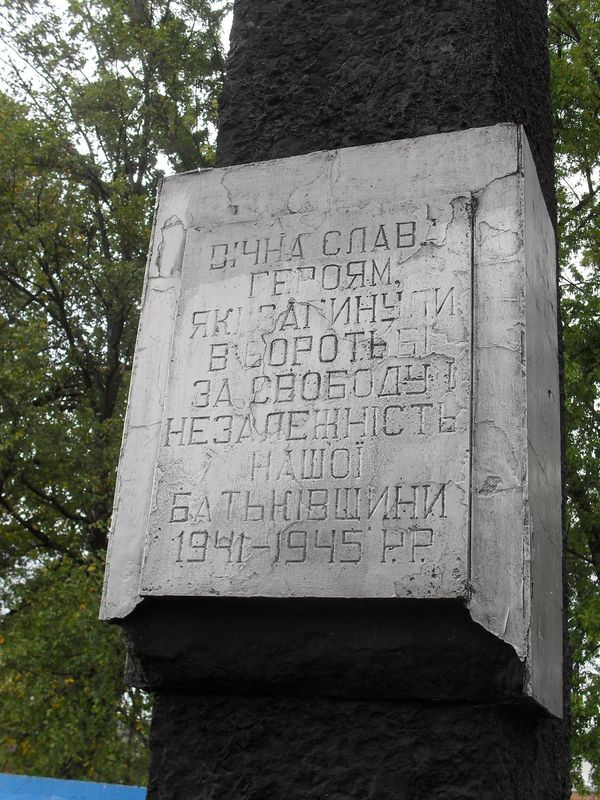 ВІЧНА СЛАВА
ГЕРОЯМ,
ЯКІ ЗАГИНУЛИ
В БОРОТЬБІ
ЗА СВОБОДУ І
НЕЗАЛЕЖНІСТЬ
НАШОЇ
БАТЬКІВЩИНИ
1941-1945 Р.Р.